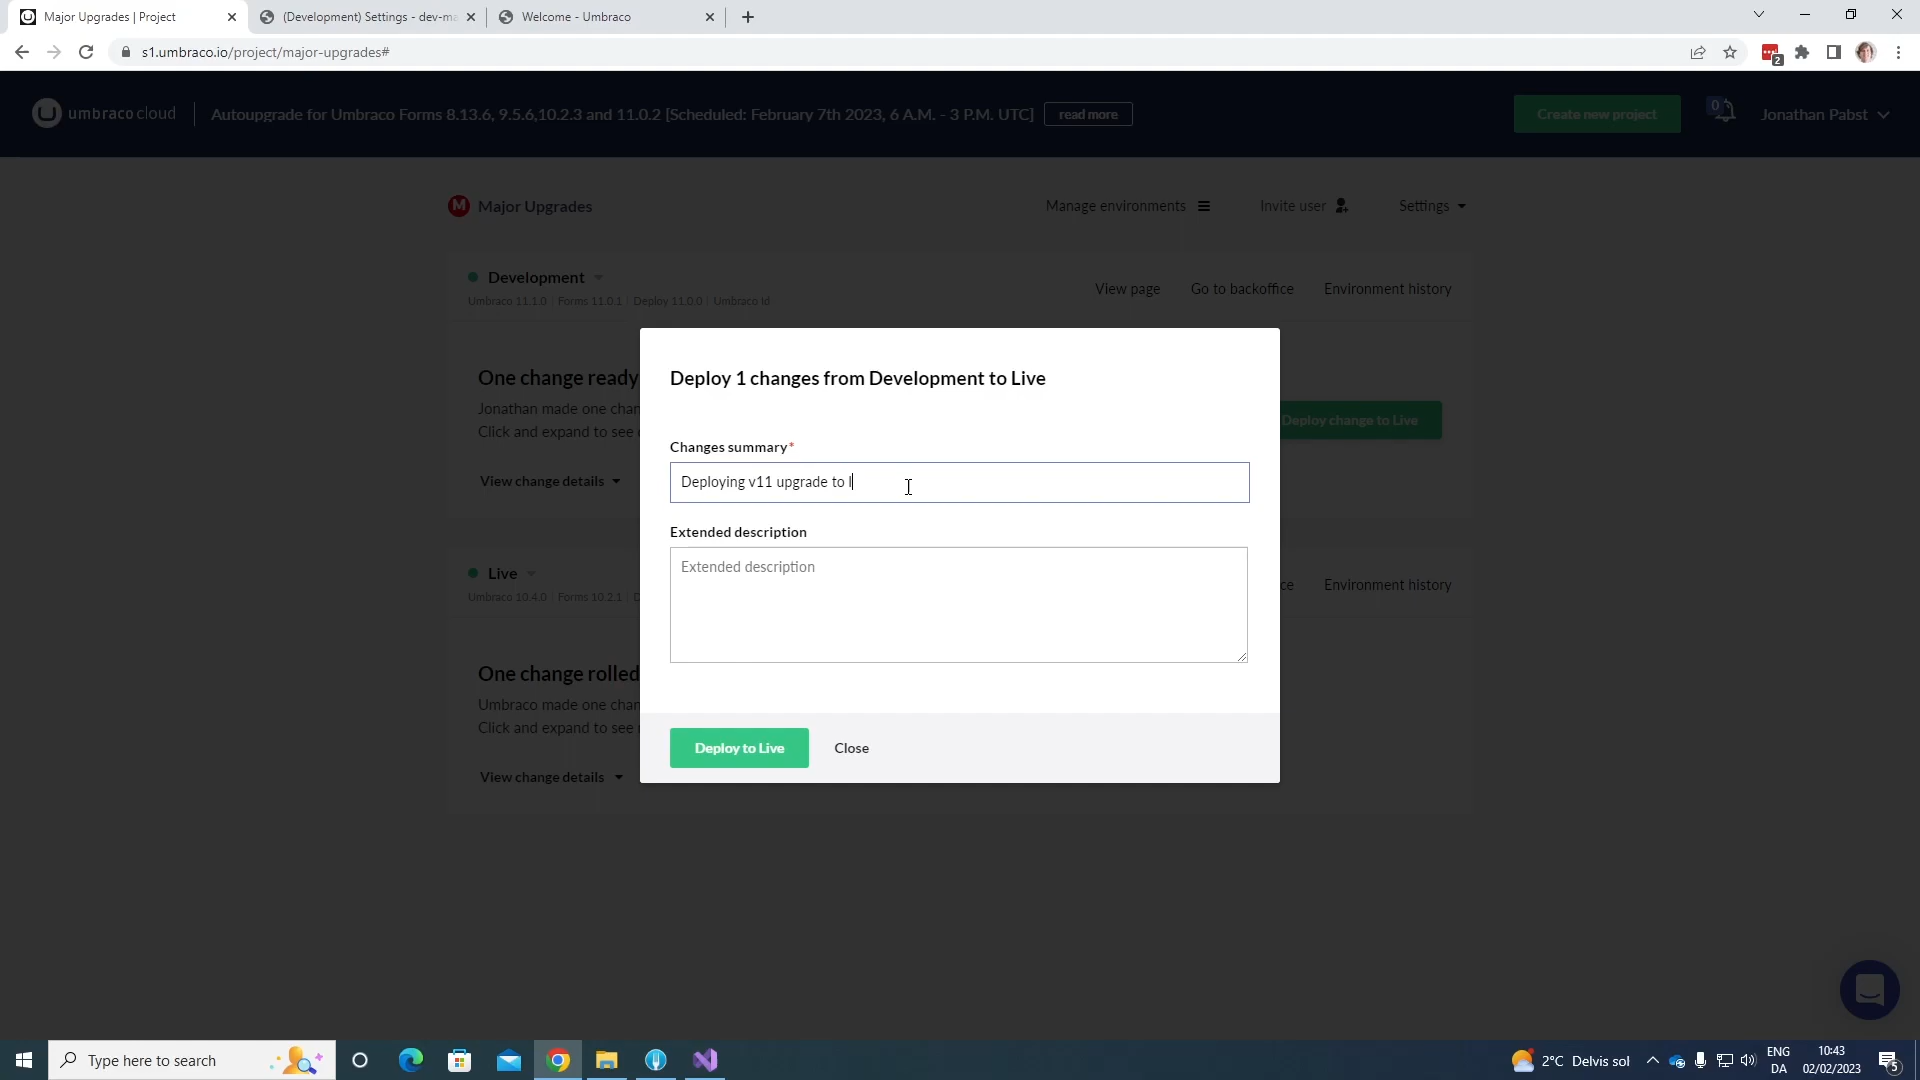 Major Upgrades | Project
(Development) Settings - dev-ma
Welcome - Umbraco
s1.umbraco.io/project/major-upgrades#
2
umbraco cloud
Autoupgrade for Umbraco Forms 8.13.6, 9.5.6,10.2.3 and 11.0.2 [Scheduled: February 7th 2023, 6 A.M. - 3 P.M. UTC]
read more
Create new project
0
Jonathan Pabst
M
Major Upgrades
Manage environments
Invite user
Settings
Development
Umbraco 11.1.0 | Forms 11.0.1 | Deploy 11.0.0 | Umbraco Id
View page
Go to backoffice
Environment history
One change ready
Jonathan made one chan
Click and expand to see
View change details
Deploy change to Live
Deploy 1 changes from Development to Live
Changes summary*
Deploying v11 upgrade to l
Extended description
Extended description
Deploy to Live
Close
Live
Umbraco 10.4.0 | Forms 10.2.1 | D
ce
Environment history
One change rolled
Umbraco made one chan
Click and expand to see
View change details
Type here to search
2°C Delvis sol
ENG
DA
10:43
02/02/2023
5